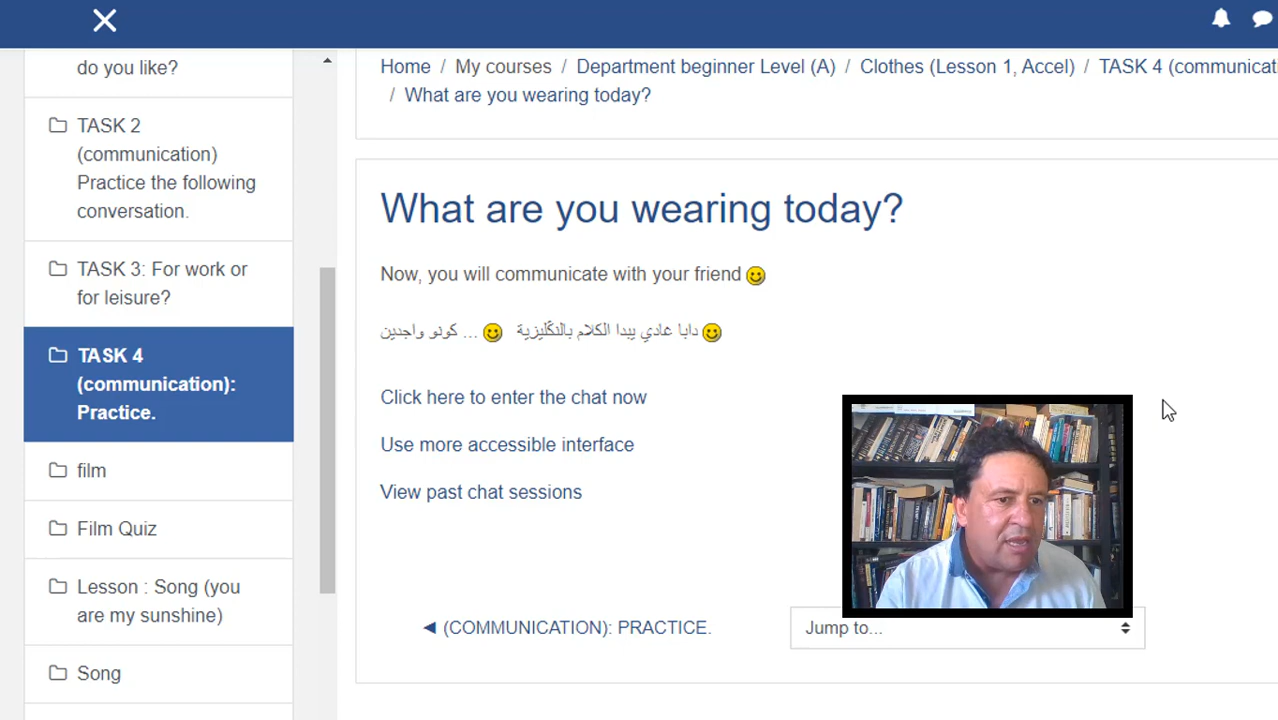 do you like?
TASK 2
(communication)
Practice the following
conversation.
TASK 3: For work or
for leisure?
TASK 4
(communication):
Practice.
film
Film Quiz
Lesson : Song (you
are my sunshine)
Song
Home / My courses / Department beginner Level (A) / Clothes (Lesson 1, Accel) / TASK 4 (communicat
/ What are you wearing today?
What are you wearing today?
Now, you will communicate with your friend
دابا غادي يبدا الكلام بالنݣليزية ... كونو واجدين
Click here to enter the chat now
Use more accessible interface
View past chat sessions
◄ (COMMUNICATION): PRACTICE.
Jump to...